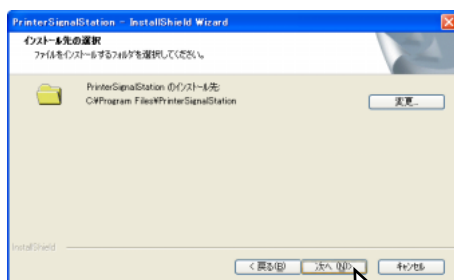 PrinterSignalStation - InstallShield Wizard
インストール先の選択
ファイルをインストールするフォルダを選択してください。
PrinterSignalStation のインストール先:
C:¥Program Files¥PrinterSignalStation
変更...
InstallShield
< 戻る(B)
次へ (N)>
キャンセル